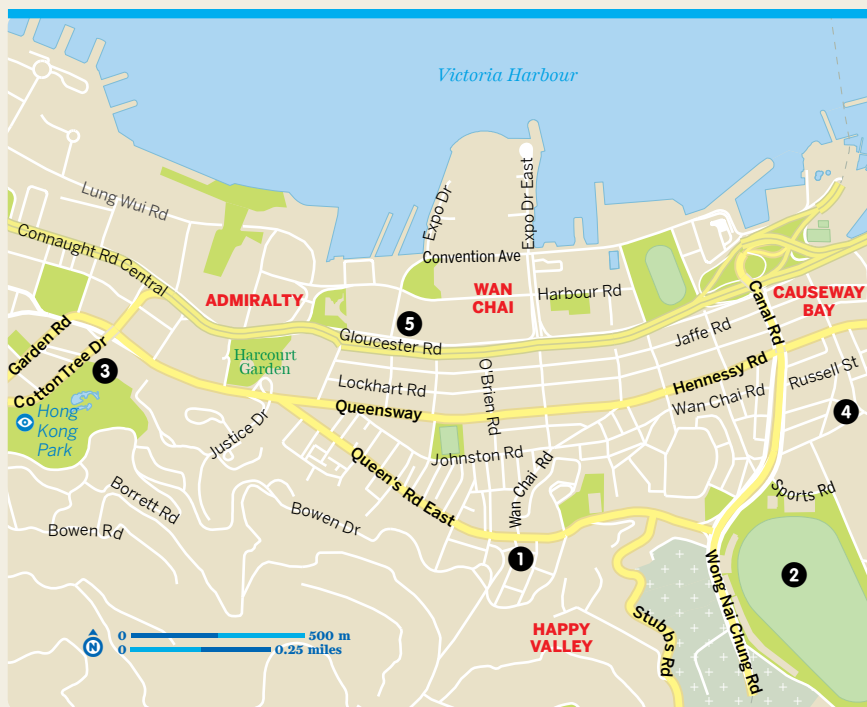 Victoria Harbour
Lung Wui Rd
Expo Dr
Expo Dr East
Connaught Rd Central
Convention Ave
WAN
CHAI
ADMIRALTY
Harbour Rd
Canal Rd
CAUSEWAY
BAY
5
Gloucester Rd
Jaffe Rd
Garden Rd
Cotton Tree Dr
3
Harcourt
Garden
O'Brien Rd
Hennessy Rd
Russell St
Lockhart Rd
Wan Chai Rd
Queensway
4
Hong
Kong
Park
Justice Dr
Johnston Rd
Queen's Rd East
Wan Chai Rd
Sports Rd
Borrett Rd
Bowen Dr
Bowen Rd
1
2
Wong Nai Chung Rd
Stubbs Rd
HAPPY
VALLEY
N
0 500 m
0 0.25 miles